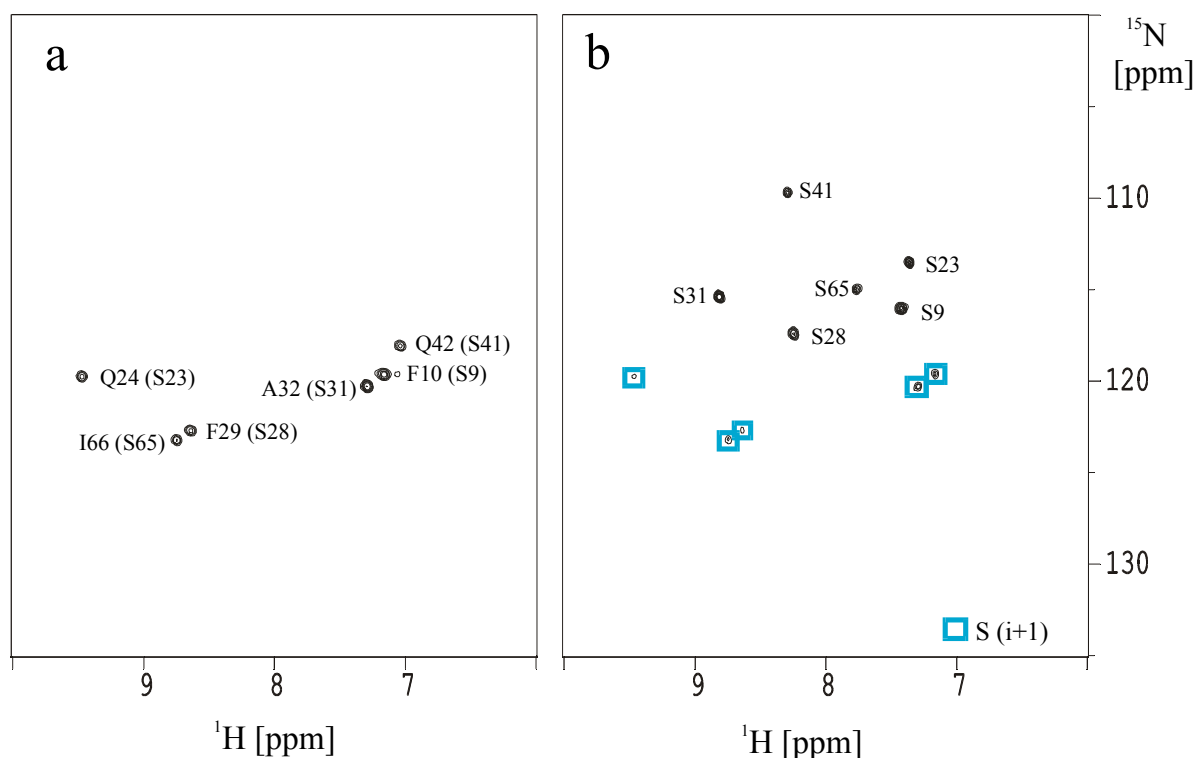 a
Q42 (S41)
Q24 (S23)
F10 (S9)
A32 (S31)
F29 (S28)
I66 (S65)
9
8
7
¹H [ppm]
b
S41
S23
S65
S31
S9
S28
S (i+1)
9
8
7
¹H [ppm]
¹⁵N
[ppm]
110
120
130